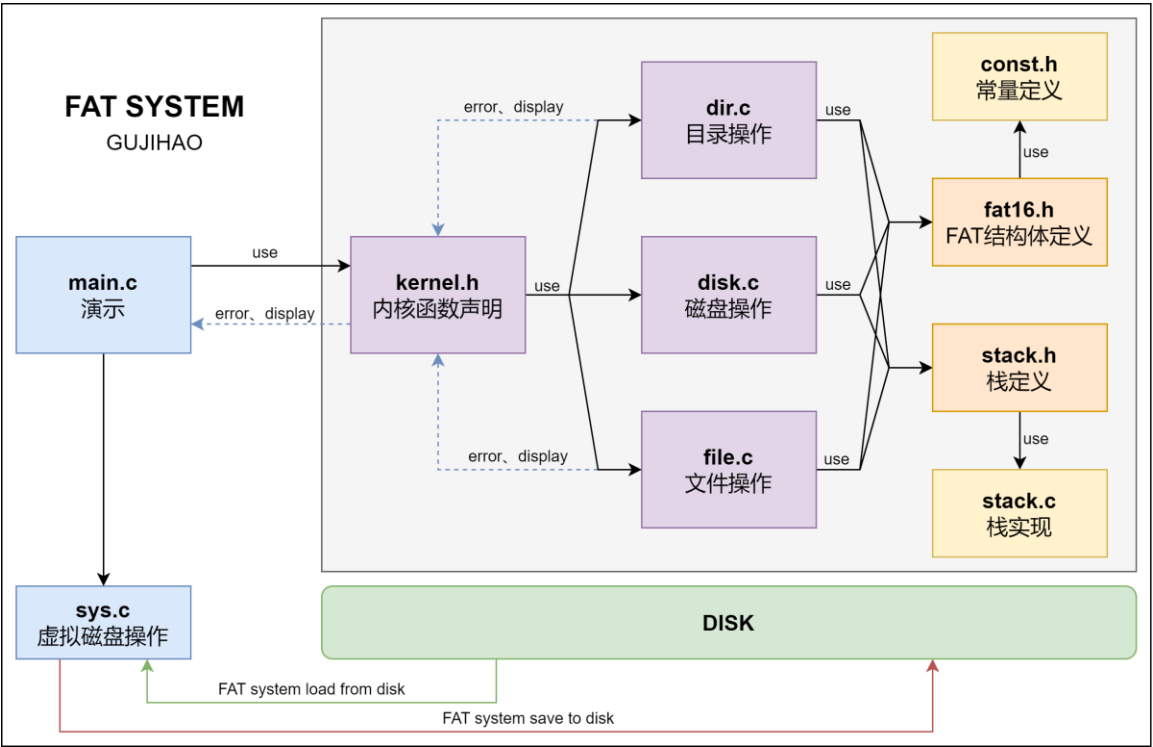 FAT SYSTEM
GUJIHAO
main.c
演示
use
error、display
kernel.h
内核函数声明
error、display
error、display
use
dir.c
目录操作
use
disk.c
磁盘操作
use
file.c
文件操作
use
const.h
常量定义
use
fat16.h
FAT结构体定义
stack.h
栈定义
use
stack.c
栈实现
sys.c
虚拟磁盘操作
DISK
FAT system load from disk
FAT system save to disk